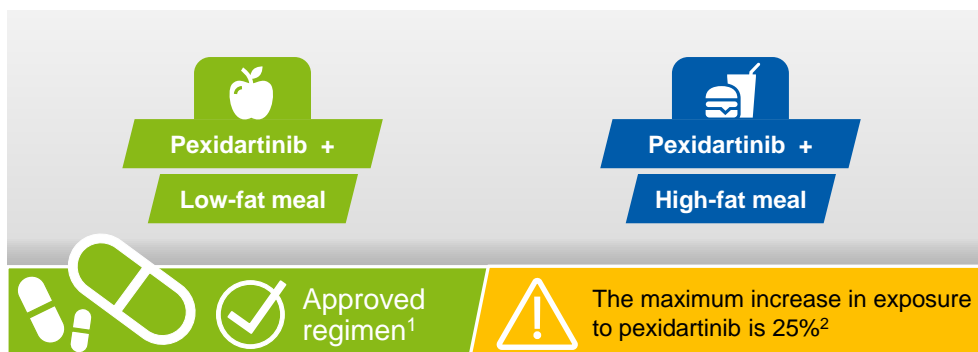 Pexidartinib +
Low-fat meal
Pexidartinib +
High-fat meal
Approved
regimen¹
The maximum increase in exposure
to pexidartinib is 25%²